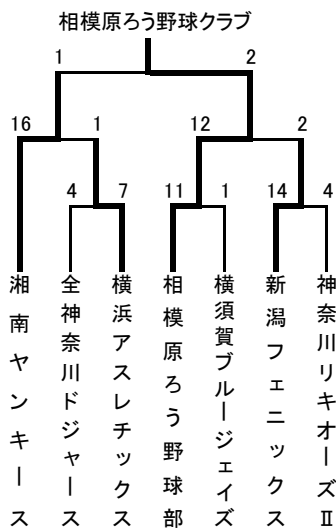 相模原ろう野球クラブ
1 2
16 1 12 2
4 7 11 1 14 4
湘南ヤンキース
全神奈川ドジャース
横浜アスレチックス
相模原ろう野球部
横須賀ブルージェイズ
新潟フェニックス
神奈川リキオーズⅡ